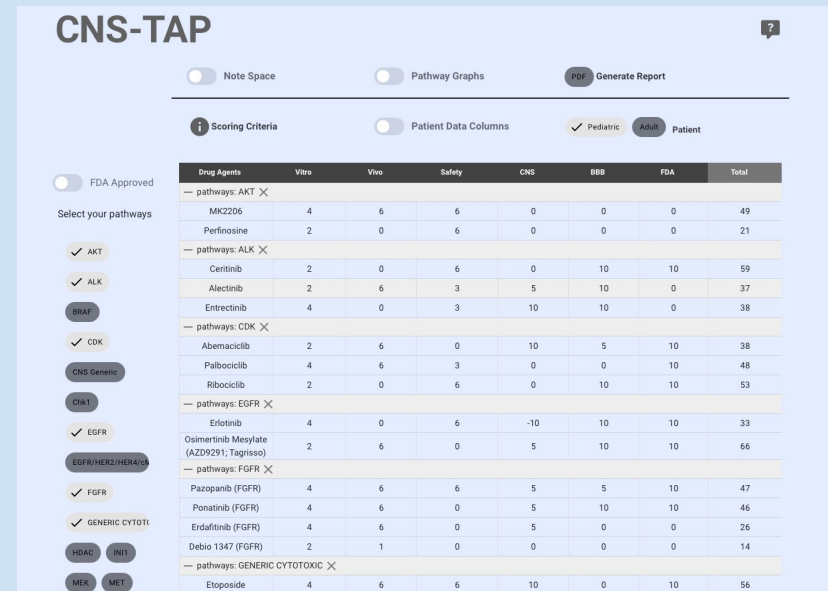 CNS-TAP
?
Note Space Pathway Graphs PDF Generate Report
i Scoring Criteria Patient Data Columns Pediatric Adult Patient
FDA Approved
Select your pathways
AKT
ALK
BRAF
CDK
CNS Generic
Chk1
EGFR
EGFR/HER2/HER4/cM
FGFR
GENERIC CYTOT
HDAC INI1
MEK MET
Drug Agents Vitro Vivo Safety CNS BBB FDA Total
— pathways: AKT ✕
MK2206 4 6 6 0 0 0 49
Perfinosine 2 0 6 0 0 0 21
— pathways: ALK ✕
Ceritinib 2 0 6 0 10 10 59
Alectinib 2 6 3 5 10 0 37
Entrectinib 4 0 3 10 10 0 38
— pathways: CDK ✕
Abemaciclib 2 6 0 10 5 10 38
Palbociclib 4 6 3 0 0 10 48
Ribociclib 2 0 6 0 10 10 53
— pathways: EGFR ✕
Erlotinib 4 0 6 -10 10 10 33
Osimertinib Mesylate
(AZD9291; Tagrisso) 2 6 0 5 10 10 66
— pathways: FGFR ✕
Pazopanib (FGFR) 4 6 6 5 5 10 47
Ponatinib (FGFR) 4 6 0 5 10 10 46
Erdafitinib (FGFR) 4 6 0 5 0 0 26
Debio 1347 (FGFR) 2 1 0 0 0 0 14
— pathways: GENERIC CYTOTOXIC ✕
Etoposide 4 6 6 10 0 10 56